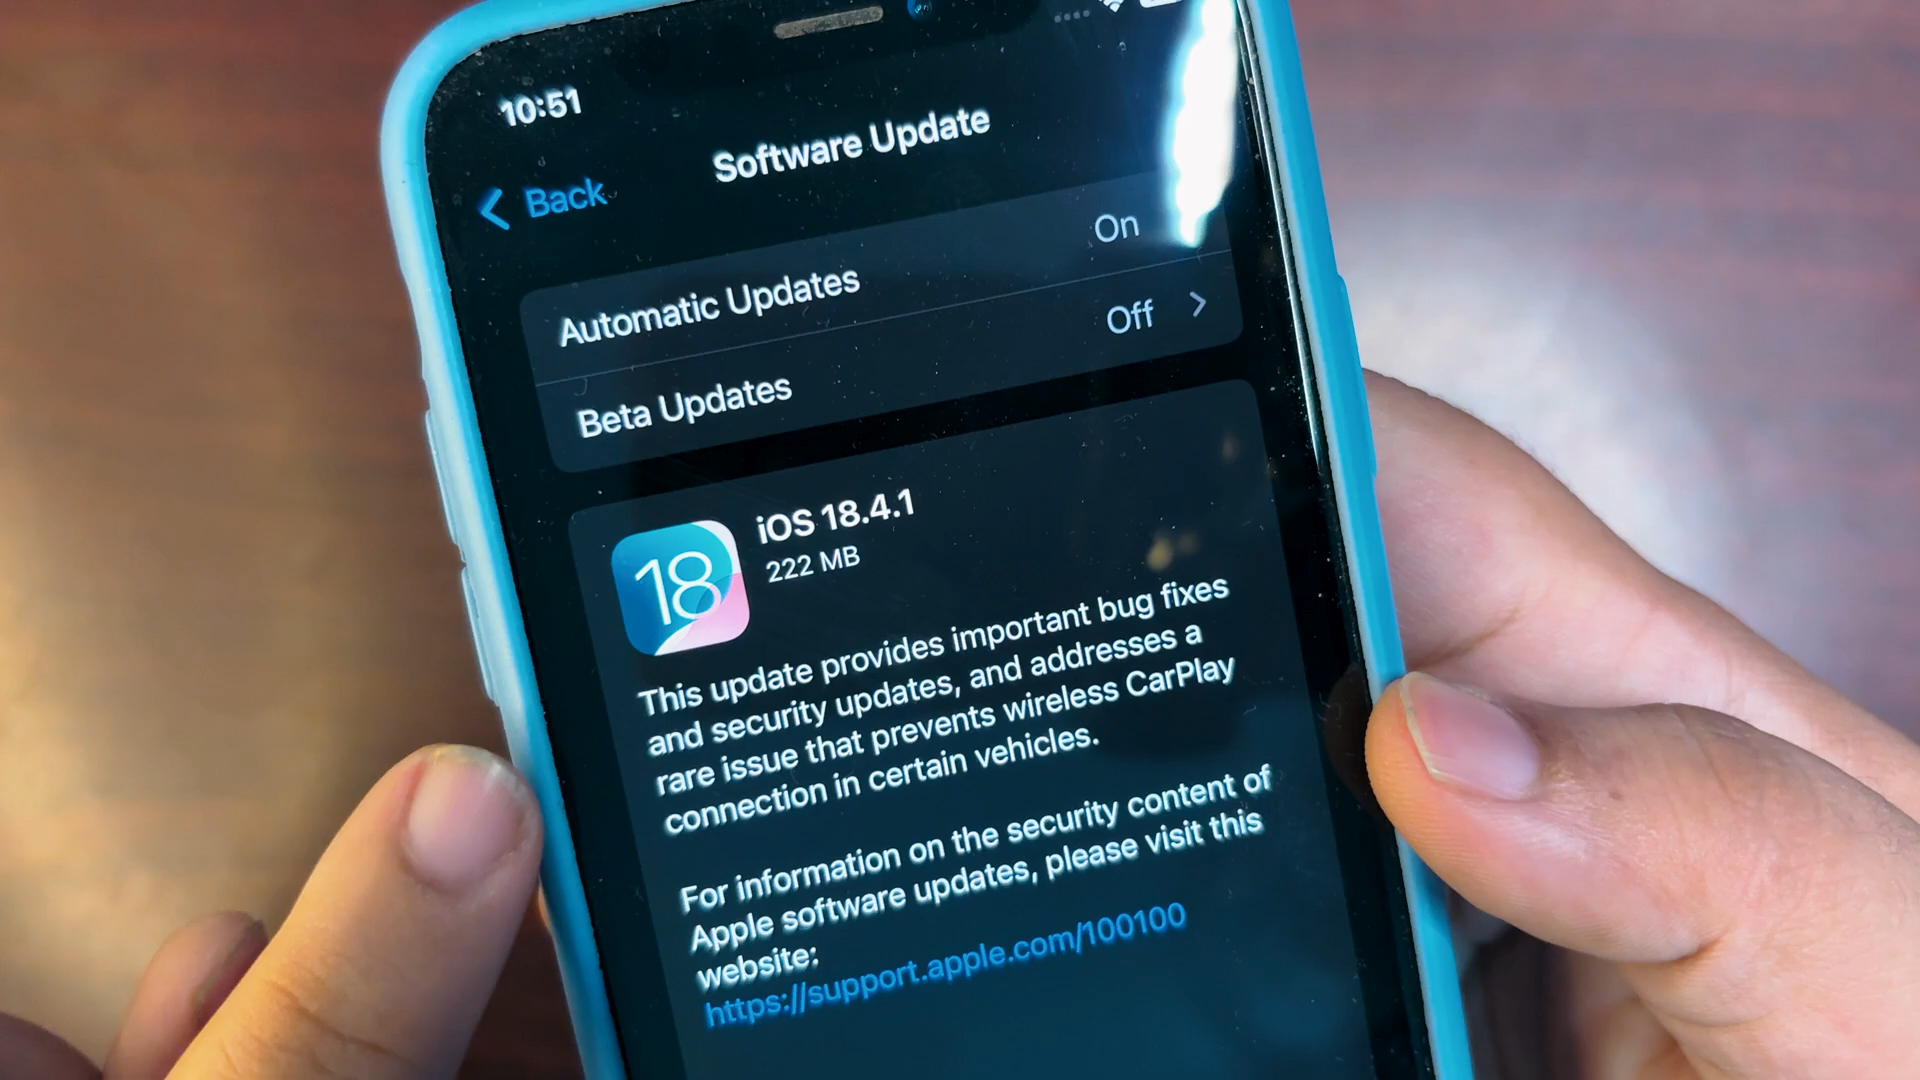 10:51
Software Update
Back
Automatic Updates On
Beta Updates Off
18
iOS 18.4.1
222 MB
This update provides important bug fixes
and security updates, and addresses a
rare issue that prevents wireless CarPlay
connection in certain vehicles.
For information on the security content of
Apple software updates, please visit this
website:
https://support.apple.com/100100